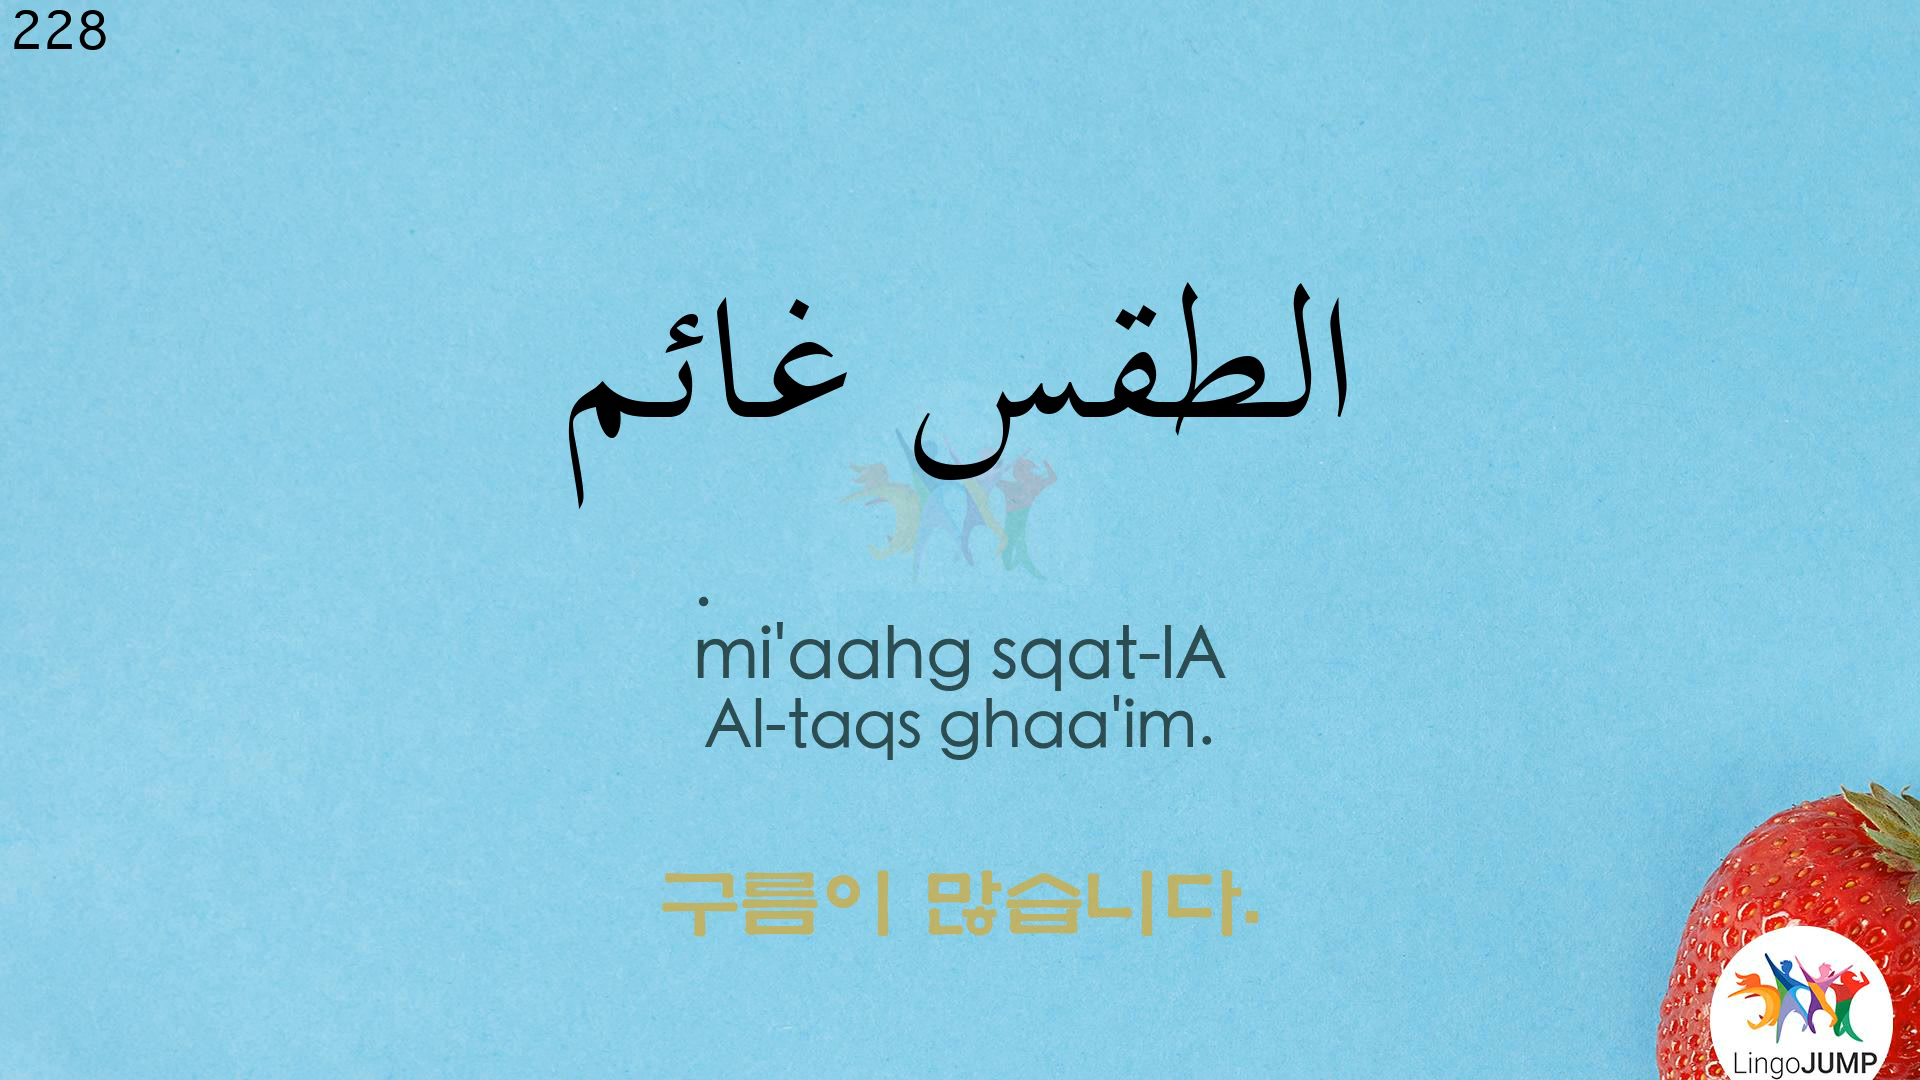 228
الطقس غائم
.
mi'aahg sqat-lA
Al-taqs ghaa'im.
구름이 많습니다.
LingoJUMP